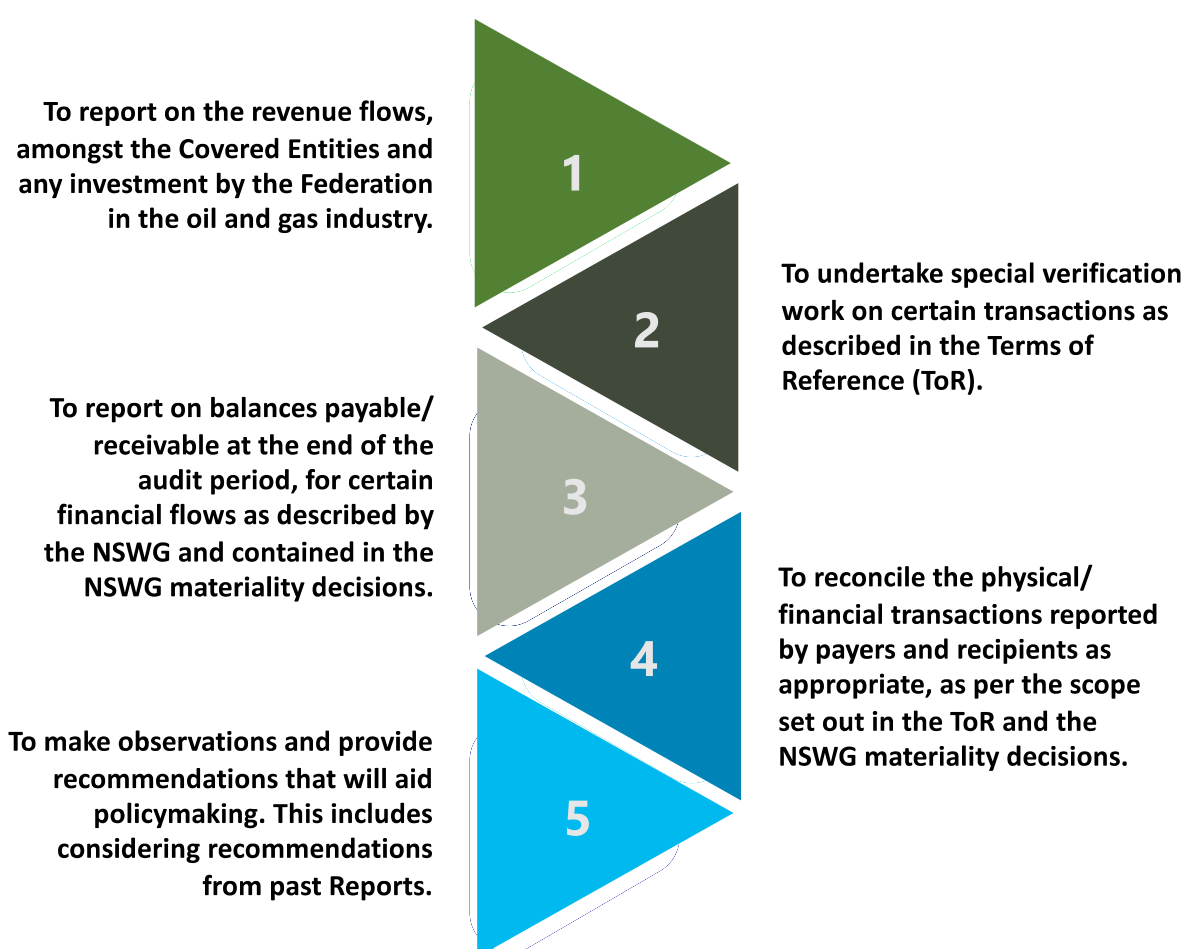 To report on the revenue flows,
amongst the Covered Entities and
any investment by the Federation
in the oil and gas industry.
1
2
To undertake special verification
work on certain transactions as
described in the Terms of
Reference (ToR).
To report on balances payable/
receivable at the end of the
audit period, for certain
financial flows as described by
the NSWG and contained in the
NSWG materiality decisions.
3
4
To reconcile the physical/
financial transactions reported
by payers and recipients as
appropriate, as per the scope
set out in the ToR and the
NSWG materiality decisions.
To make observations and provide
recommendations that will aid
policymaking. This includes
considering recommendations
from past Reports.
5